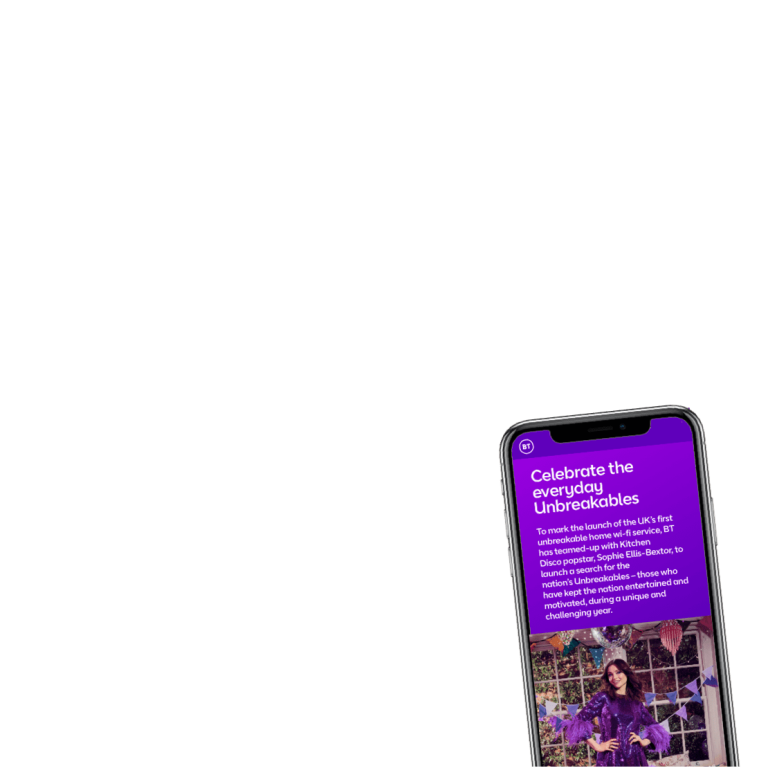 BT
Celebrate the
everyday
Unbreakables
To mark the launch of the UK's first
unbreakable home wi-fi service, BT
has teamed-up with Kitchen
Disco popstar, Sophie Ellis-Bextor, to
launch a search for the
nation's Unbreakables – those who
have kept the nation entertained and
motivated, during a unique and
challenging year.